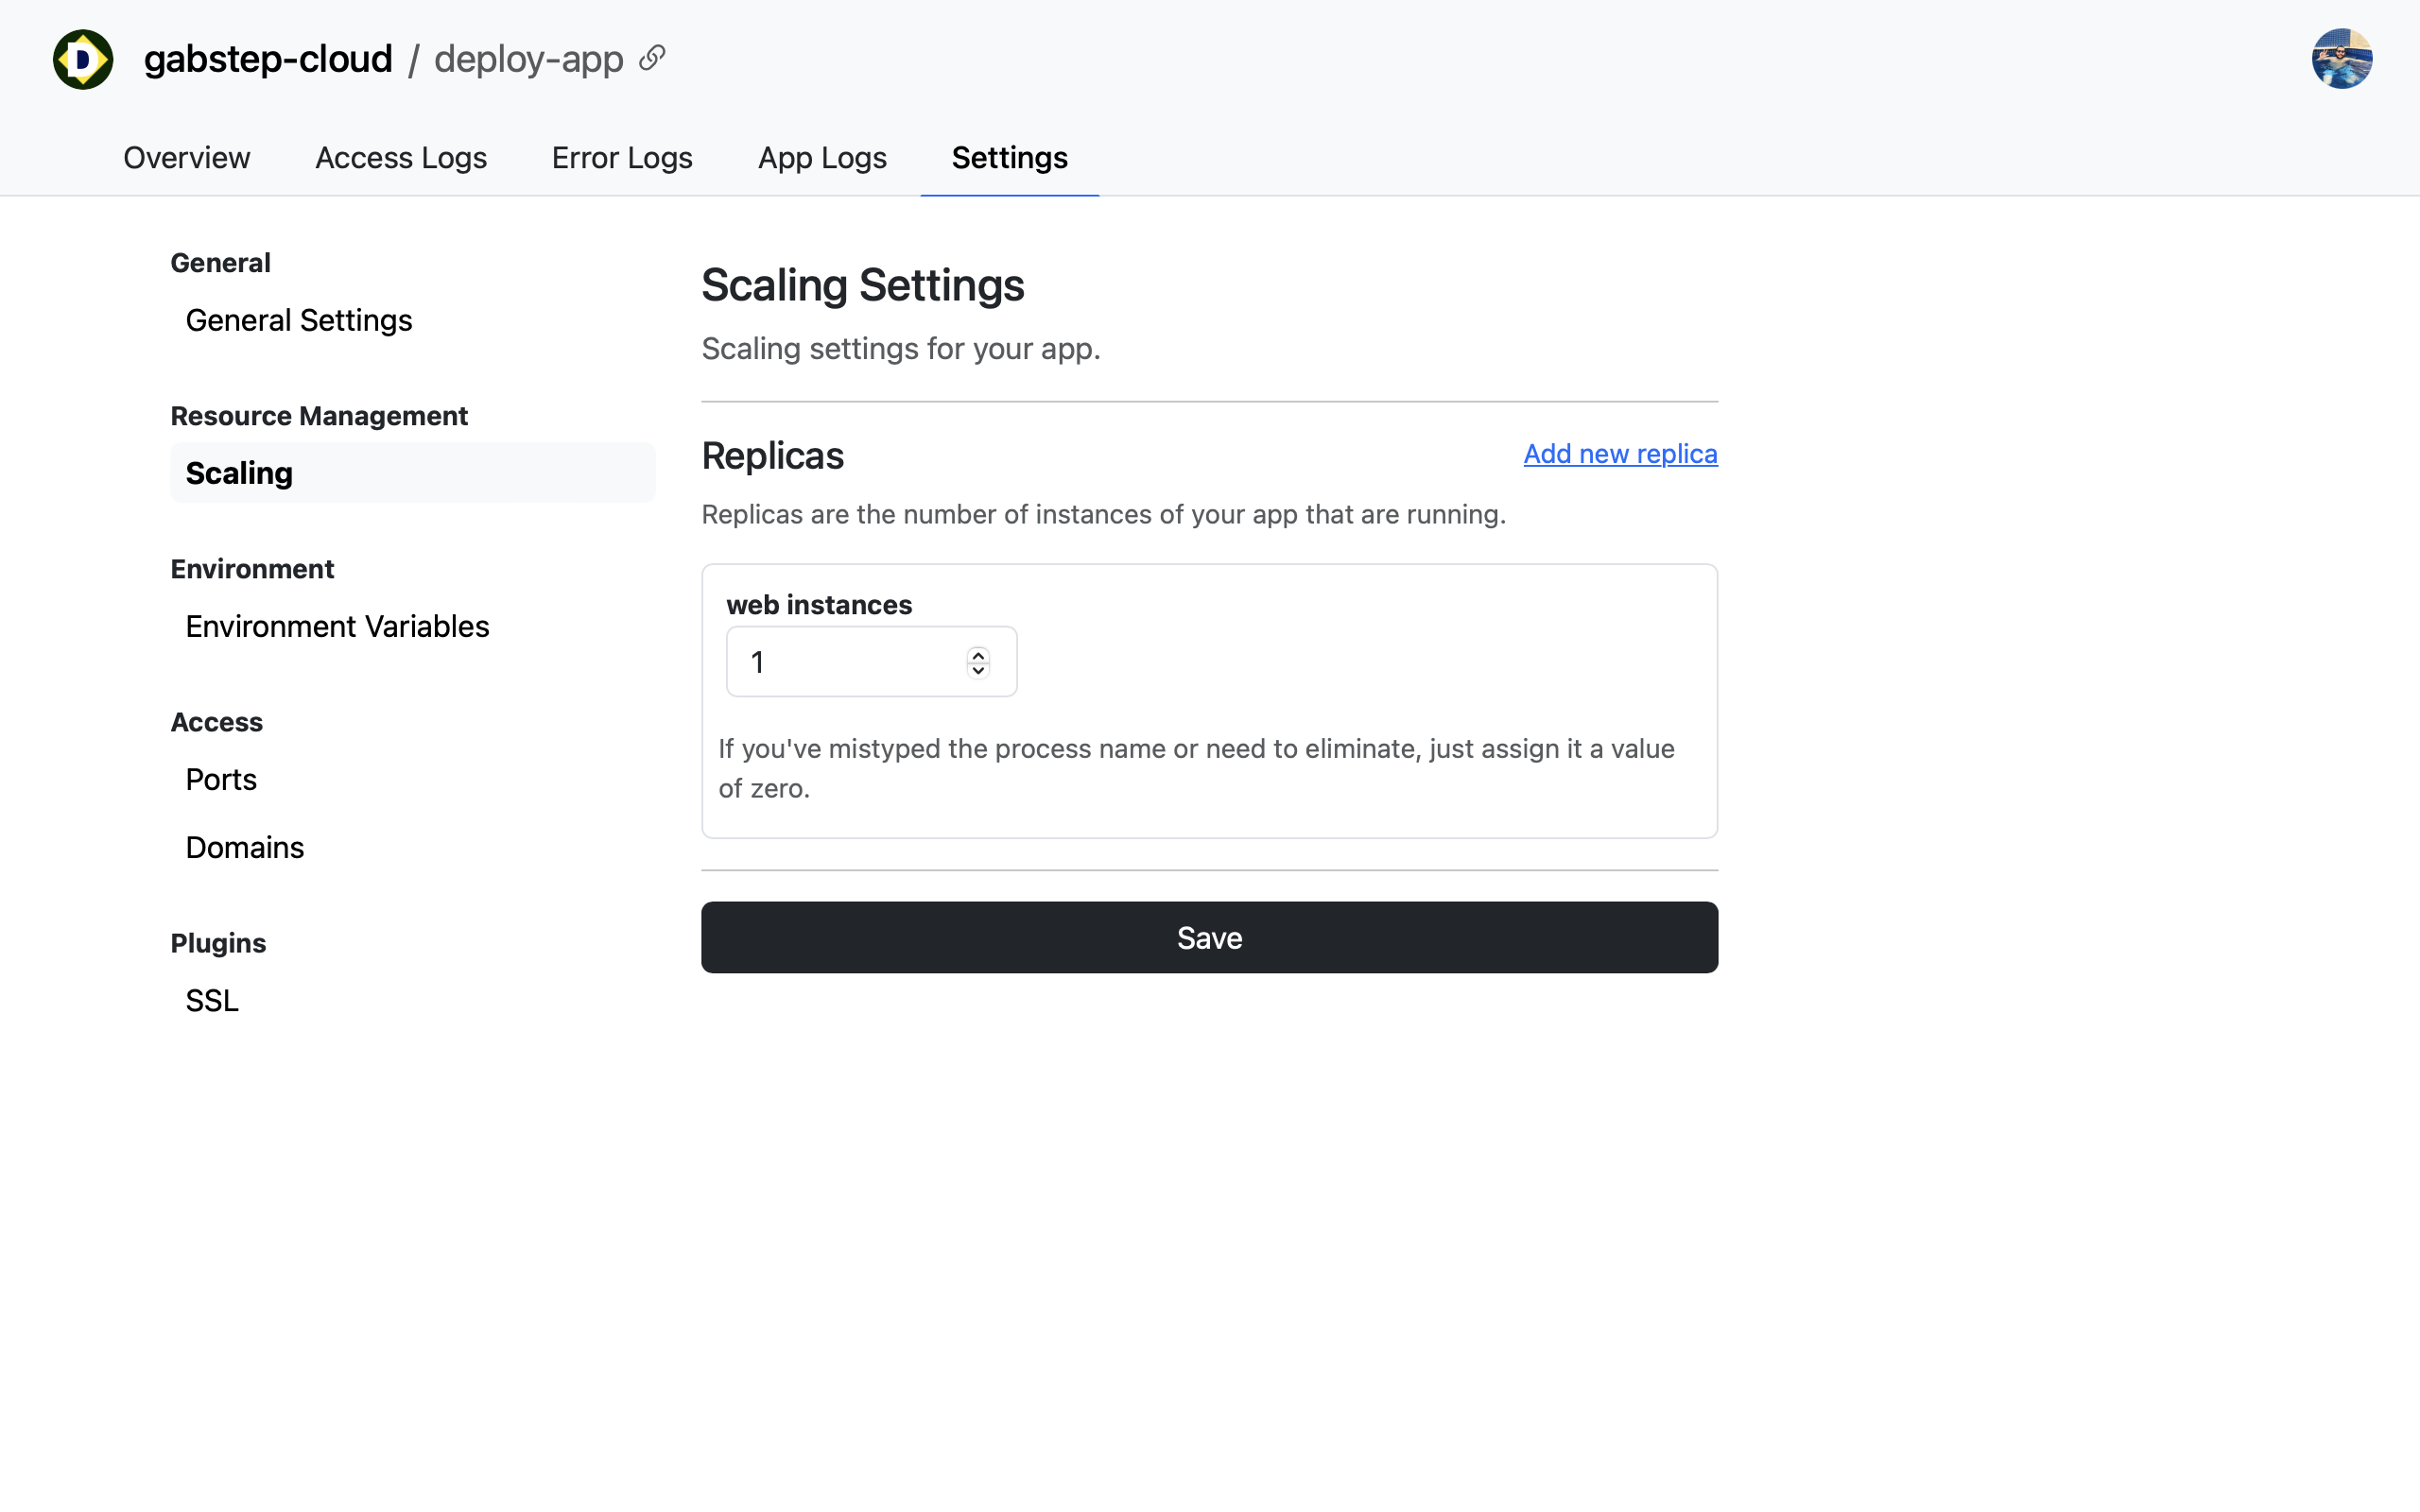 D gabstep-cloud / deploy-app
Overview Access Logs Error Logs App Logs Settings
General
General Settings
Resource Management
Scaling
Environment
Environment Variables
Access
Ports
Domains
Plugins
SSL
Scaling Settings
Scaling settings for your app.
Replicas Add new replica
Replicas are the number of instances of your app that are running.
web instances
1
If you've mistyped the process name or need to eliminate, just assign it a value
of zero.
Save